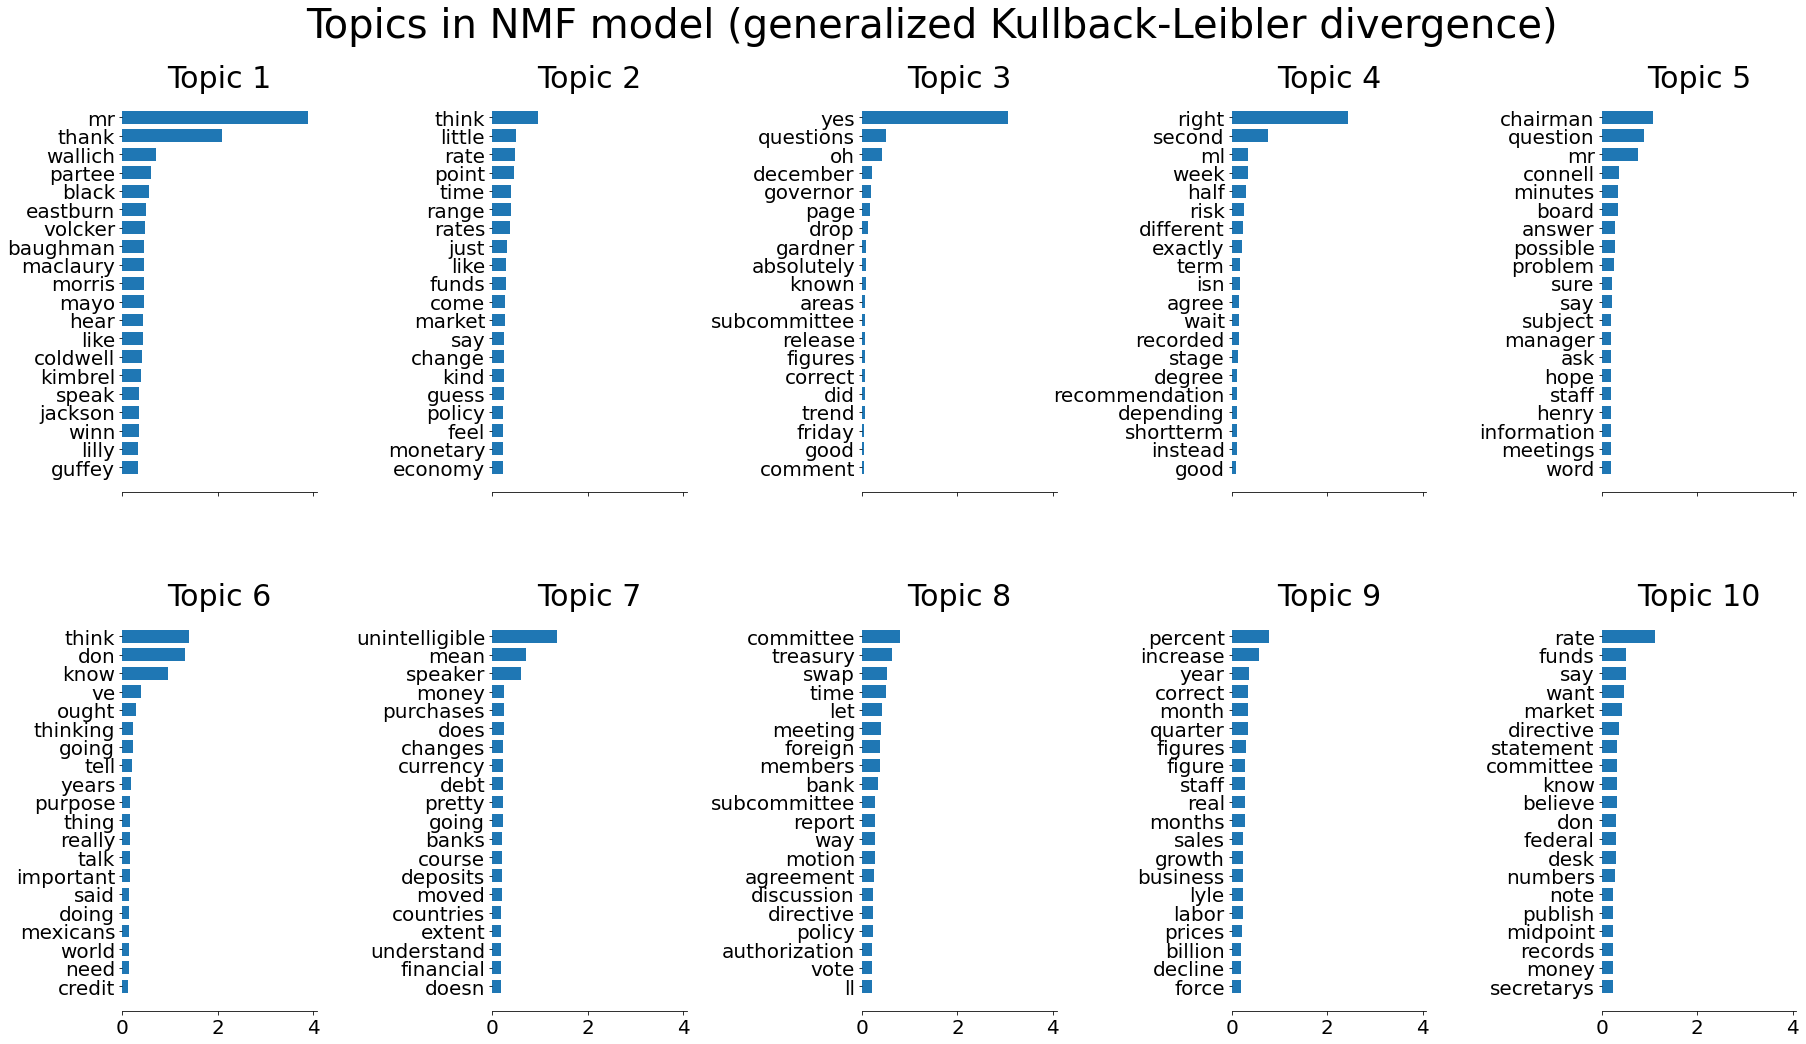 Topics in NMF model (generalized Kullback-Leibler divergence)
Topic 1
mr
thank
wallich
partee
black
eastburn
volcker
baughman
maclaury
morris
mayo
hear
like
coldwell
kimbrel
speak
jackson
winn
lilly
guffey
Topic 2
think
little
rate
point
time
range
rates
just
like
funds
come
market
say
change
kind
guess
policy
feel
monetary
economy
Topic 3
yes
questions
oh
december
governor
page
drop
gardner
absolutely
known
areas
subcommittee
release
figures
correct
did
trend
friday
good
comment
Topic 4
right
second
ml
week
half
risk
different
exactly
term
isn
agree
wait
recorded
stage
degree
recommendation
depending
shortterm
instead
good
Topic 5
chairman
question
mr
connell
minutes
board
answer
possible
problem
sure
say
subject
manager
ask
hope
staff
henry
information
meetings
word
Topic 6
think
don
know
ve
ought
thinking
going
tell
years
purpose
thing
really
talk
important
said
doing
mexicans
world
need
credit
0 2 4
Topic 7
unintelligible
mean
speaker
money
purchases
does
changes
currency
debt
pretty
going
banks
course
deposits
moved
countries
extent
understand
financial
doesn
0 2 4
Topic 8
committee
treasury
swap
time
let
meeting
foreign
members
bank
subcommittee
report
way
motion
agreement
discussion
directive
policy
authorization
vote
ll
0 2 4
Topic 9
percent
increase
year
correct
month
quarter
figures
figure
staff
real
months
sales
growth
business
lyle
labor
prices
billion
decline
force
0 2 4
Topic 10
rate
funds
say
want
market
directive
statement
committee
know
believe
don
federal
desk
numbers
note
publish
midpoint
records
money
secretarys
0 2 4